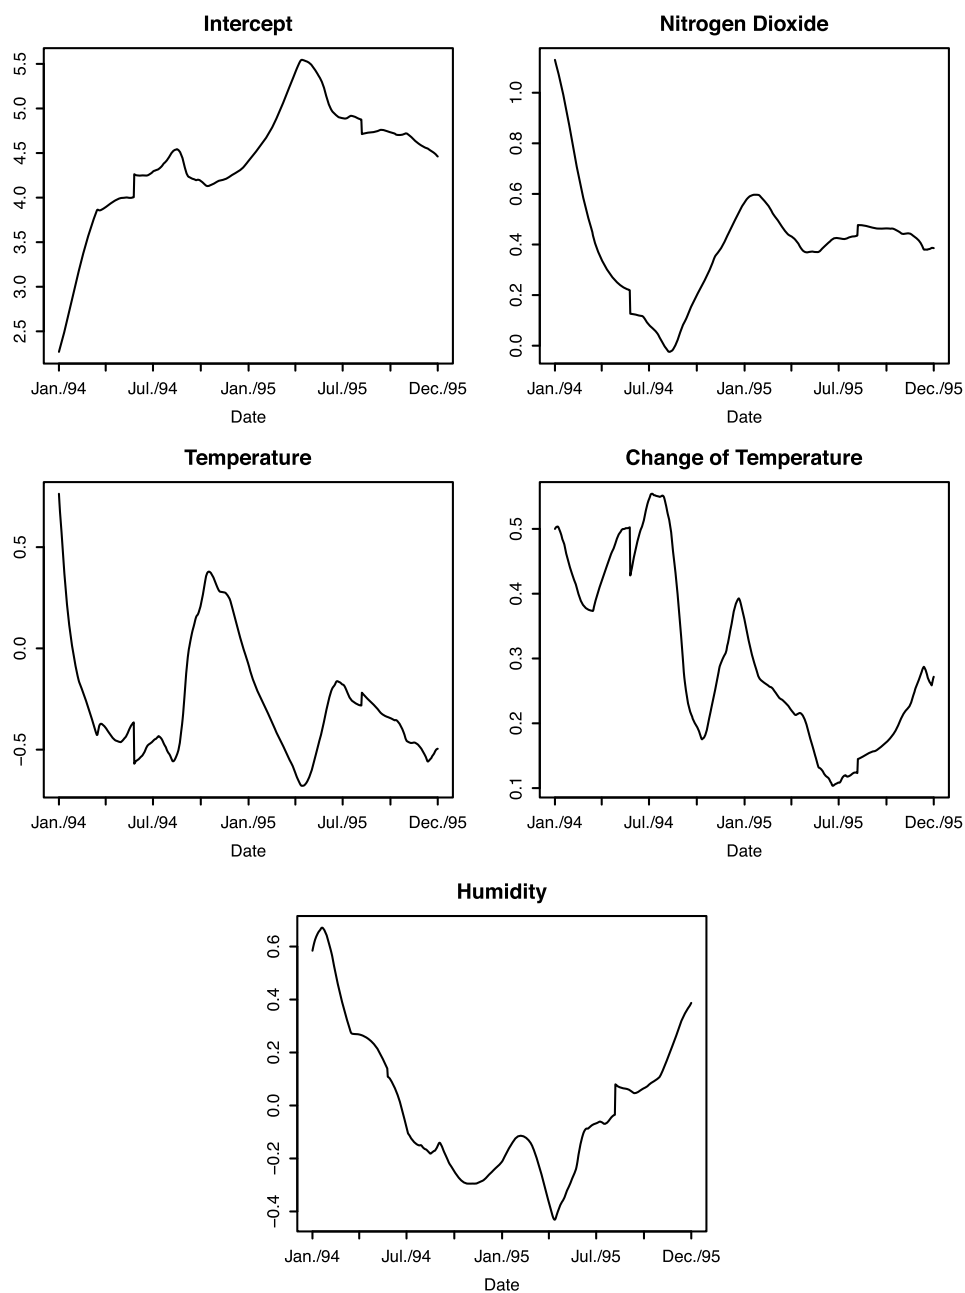 Intercept
5.5
5.0
4.5
4.0
3.5
3.0
2.5
Jan./94 Jul./94 Jan./95 Jul./95 Dec./95
Date
Nitrogen Dioxide
1.0
0.8
0.6
0.4
0.2
0.0
Jan./94 Jul./94 Jan./95 Jul./95 Dec./95
Date
Temperature
0.5
0.0
−0.5
Jan./94 Jul./94 Jan./95 Jul./95 Dec./95
Date
Change of Temperature
0.5
0.4
0.3
0.2
0.1
Jan./94 Jul./94 Jan./95 Jul./95 Dec./95
Date
Humidity
0.6
0.4
0.2
0.0
−0.2
−0.4
Jan./94 Jul./94 Jan./95 Jul./95 Dec./95
Date